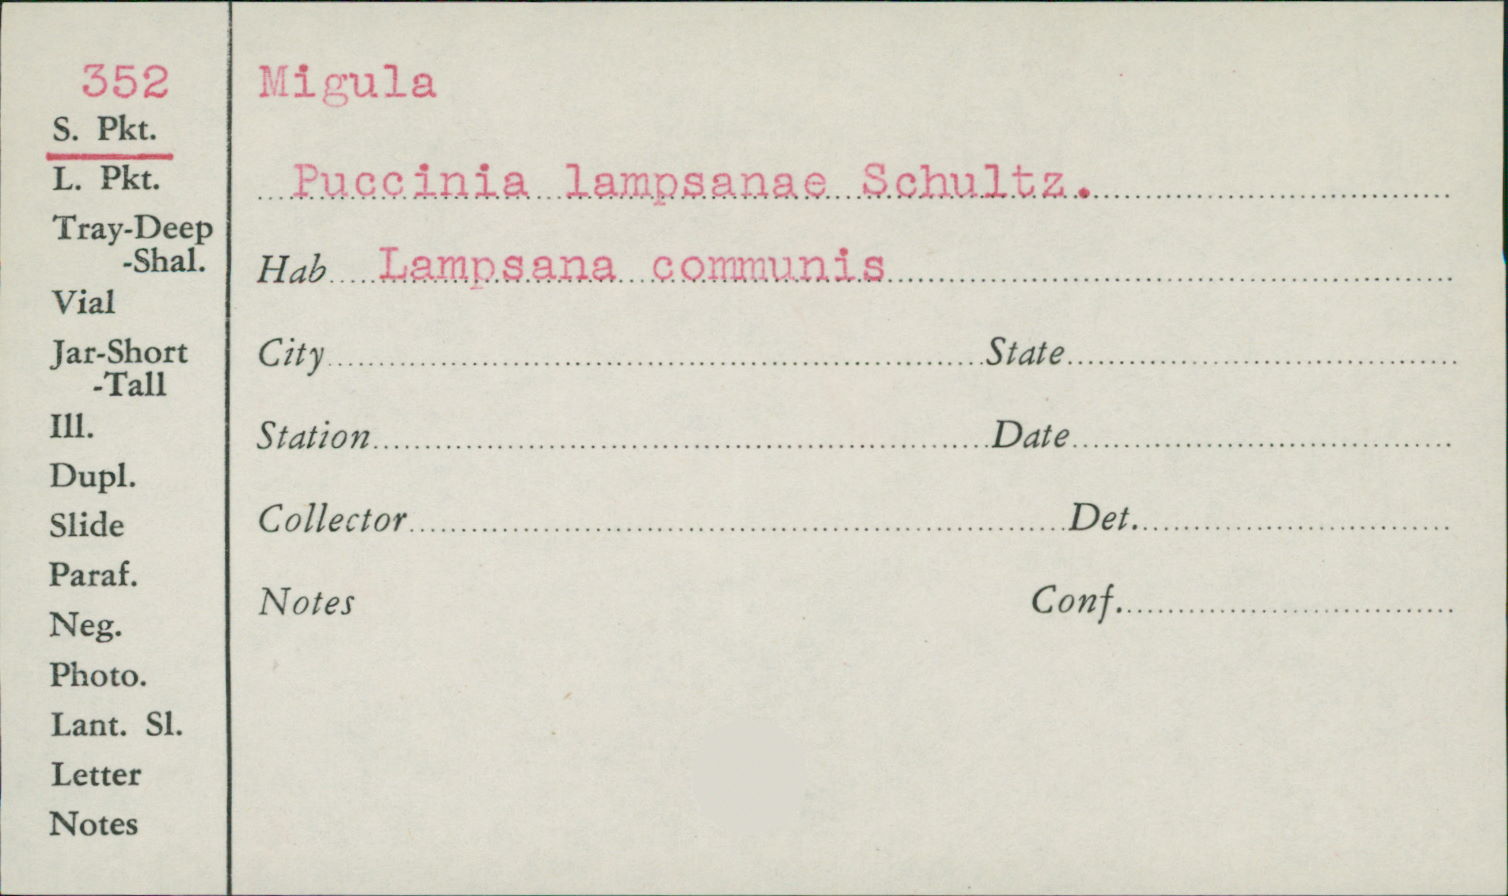 352
S. Pkt.
L. Pkt.
Tray-Deep
-Shal.
Vial
Jar-Short
-Tall
Ill.
Dupl.
Slide
Paraf.
Neg.
Photo.
Lant. Sl.
Letter
Notes
Migula
Puccinia lampsanae Schultz.
Hab Lampsana communis
City State
Station Date
Collector Det.
Notes Conf.